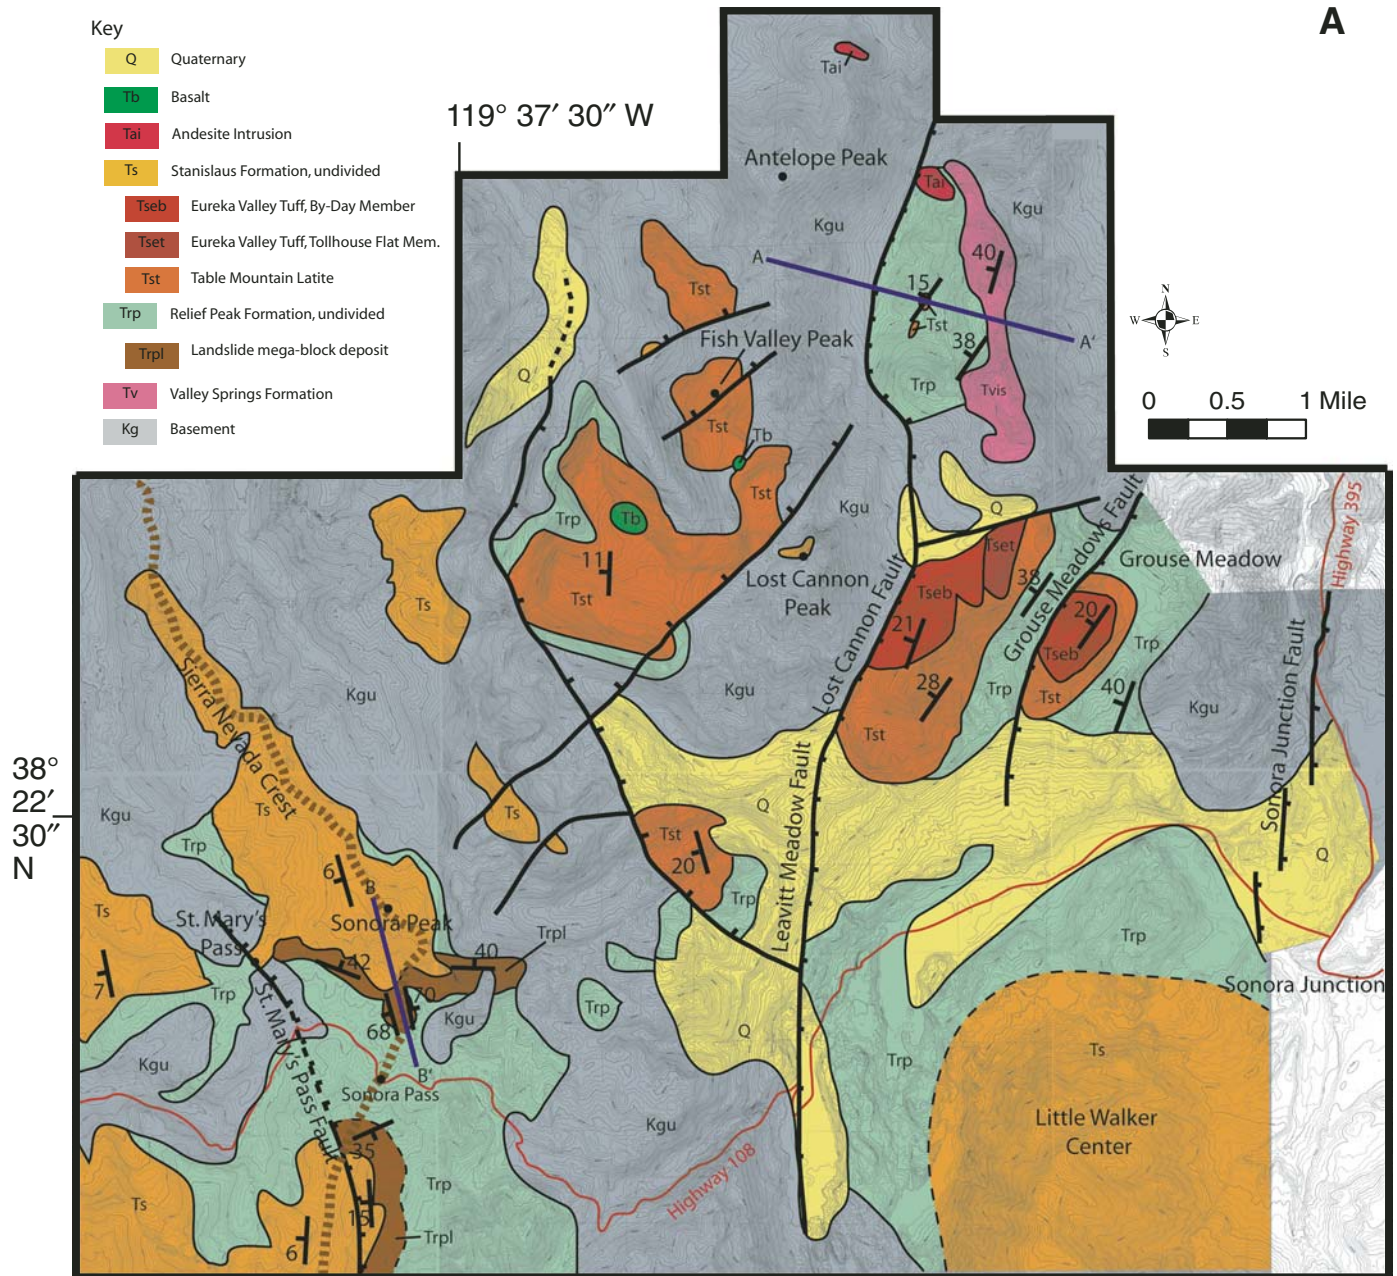 A
Key
Q Quaternary
Tb Basalt
Tai Andesite Intrusion
Ts Stanislaus Formation, undivided
Tseb Eureka Valley Tuff, By-Day Member
Tset Eureka Valley Tuff, Tollhouse Flat Mem.
Tst Table Mountain Latite
Trp Relief Peak Formation, undivided
Trpl Landslide mega-block deposit
Tv Valley Springs Formation
Kg Basement
119° 37′ 30″ W
Tai
Antelope Peak
Tai
Kgu
Kgu
A
40
Tst
15
Tst
N
W E
S
Fish Valley Peak
38
A'
Q
Trp
Tvis
0 0.5 1 Mile
Tst
Tb
Tst
Kgu
Q
Trp
Tb
Highway 395
Tset
Grouse Meadow
11
Lost Cannon
Peak
Tseb
38
Grouse Meadows Fault
20
Ts
Tst
21
Lost Cannon Fault
Tseb
Trp
Sierra Nevada Crest
Kgu
Kgu
28
Trp
Tst
40
Kgu
Sonora Junction Fault
Tst
38°
22′
30″
N
Kgu
Ts
Ts
Q
Leavitt Meadow Fault
Trp
Tst
20
Q
6
B
Trp
Ts
St. Mary's
Pass
Sonora Peak
Trpl
Trp
42
40
7
Trp
70
Trp
Sonora Junction
St. Mary's Pass Fault
68
Kgu
Q
Kgu
B'
Ts
Trp
Sonora Pass
Kgu
Little Walker
Center
35
Highway 108
Trp
Ts
15
6
Trpl